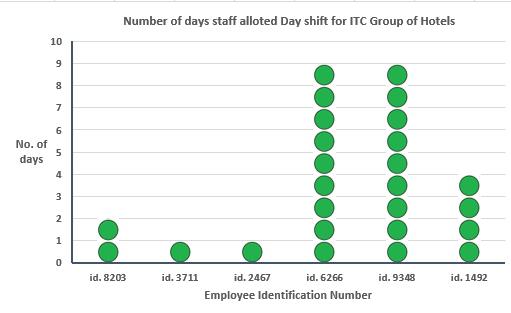 Number of days staff alloted Day shift for ITC Group of Hotels
10
9
8
7
6
5
4
3
2
1
0
No. of
days
id. 8203 id. 3711 id. 2467 id. 6266 id. 9348 id. 1492
Employee Identification Number